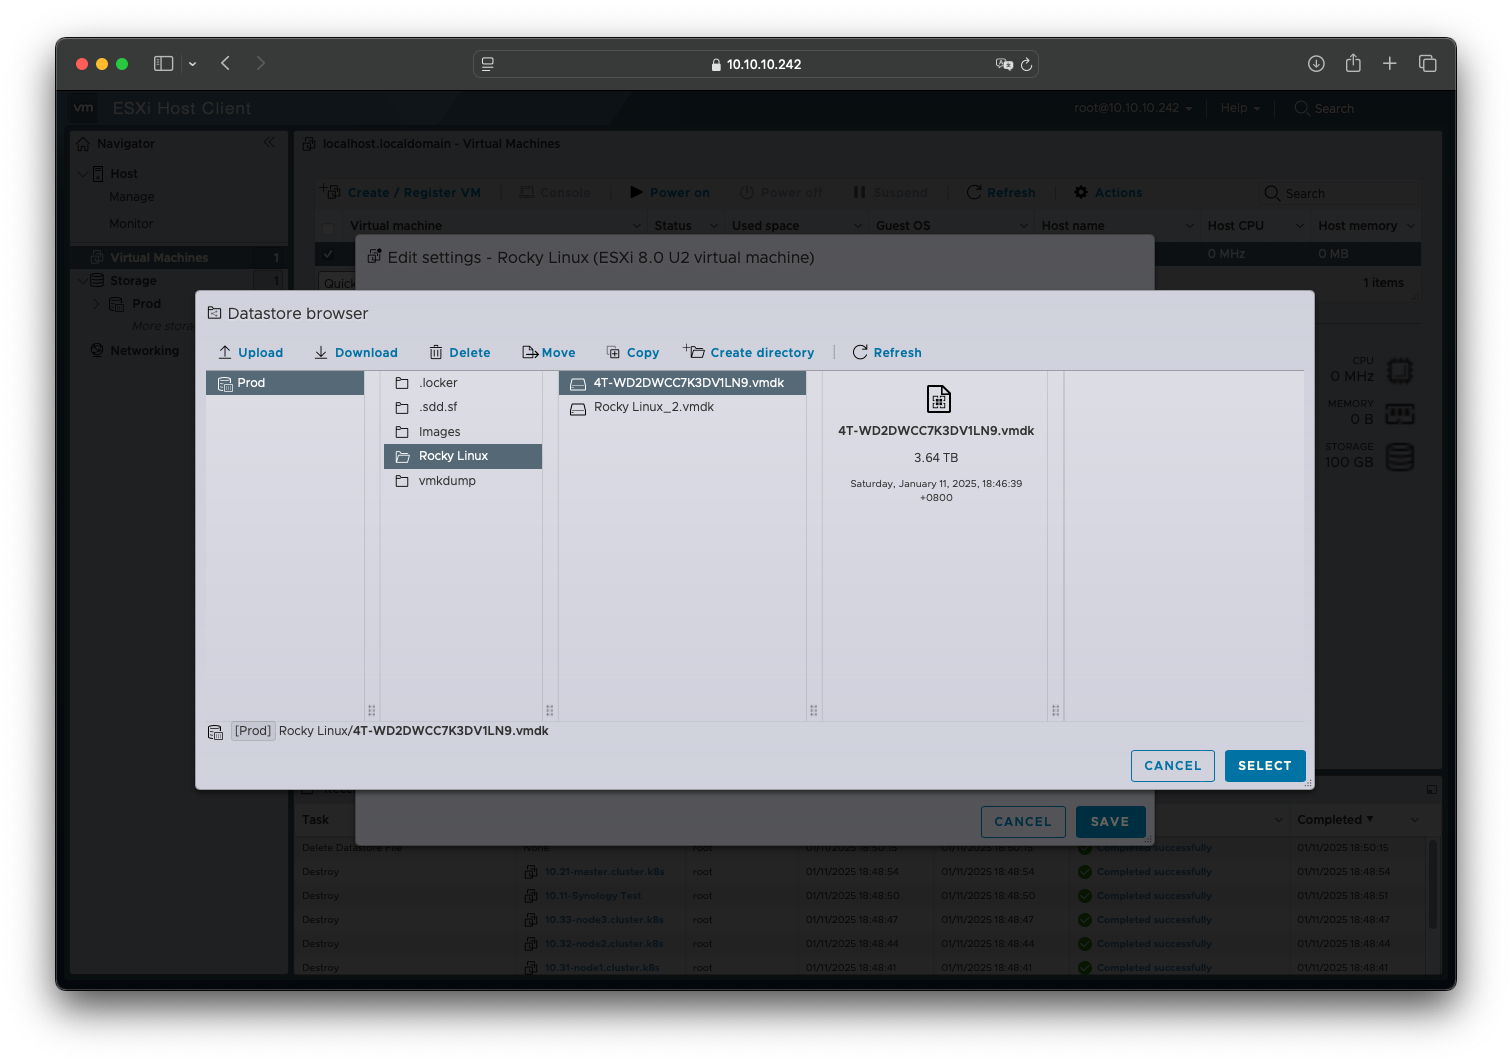 10.10.10.242
vm ESXi Host Client
root@10.10.10.242 Help Search
Navigator
localhost.localdomain - Virtual Machines
Host
Manage
Monitor
Create / Register VM Console Power on Power off Suspend Refresh Actions Search
Virtual machine Status Used space Guest OS Host name Host CPU Host memory
Virtual Machines 1
0 MHz 0 MB
Edit settings - Rocky Linux (ESXi 8.0 U2 virtual machine)
Storage 1
Quick
1 items
Prod
More stora
Networking
Datastore browser
Upload Download Delete Move Copy Create directory Refresh
Prod
.locker
.sdd.sf
Images
Rocky Linux
vmkdump
4T-WD2DWCC7K3DV1LN9.vmdk
Rocky Linux_2.vmdk
4T-WD2DWCC7K3DV1LN9.vmdk
3.64 TB
Saturday, January 11, 2025, 18:46:39
+0800
CPU
0 MHz
MEMORY
0 B
STORAGE
100 GB
[Prod] Rocky Linux/4T-WD2DWCC7K3DV1LN9.vmdk
CANCEL SELECT
CANCEL SAVE
Task Completed ▼
Delete Datastore File None root 01/11/2025 18:50:15 01/11/2025 18:50:15 Completed successfully 01/11/2025 18:50:15
Destroy 10.21-master.cluster.k8s root 01/11/2025 18:48:54 01/11/2025 18:48:54 Completed successfully 01/11/2025 18:48:54
Destroy 10.11-Synology Test root 01/11/2025 18:48:50 01/11/2025 18:48:50 Completed successfully 01/11/2025 18:48:51
Destroy 10.33-node3.cluster.k8s root 01/11/2025 18:48:47 01/11/2025 18:48:47 Completed successfully 01/11/2025 18:48:47
Destroy 10.32-node2.cluster.k8s root 01/11/2025 18:48:44 01/11/2025 18:48:44 Completed successfully 01/11/2025 18:48:44
Destroy 10.31-node1.cluster.k8s root 01/11/2025 18:48:41 01/11/2025 18:48:41 Completed successfully 01/11/2025 18:48:41